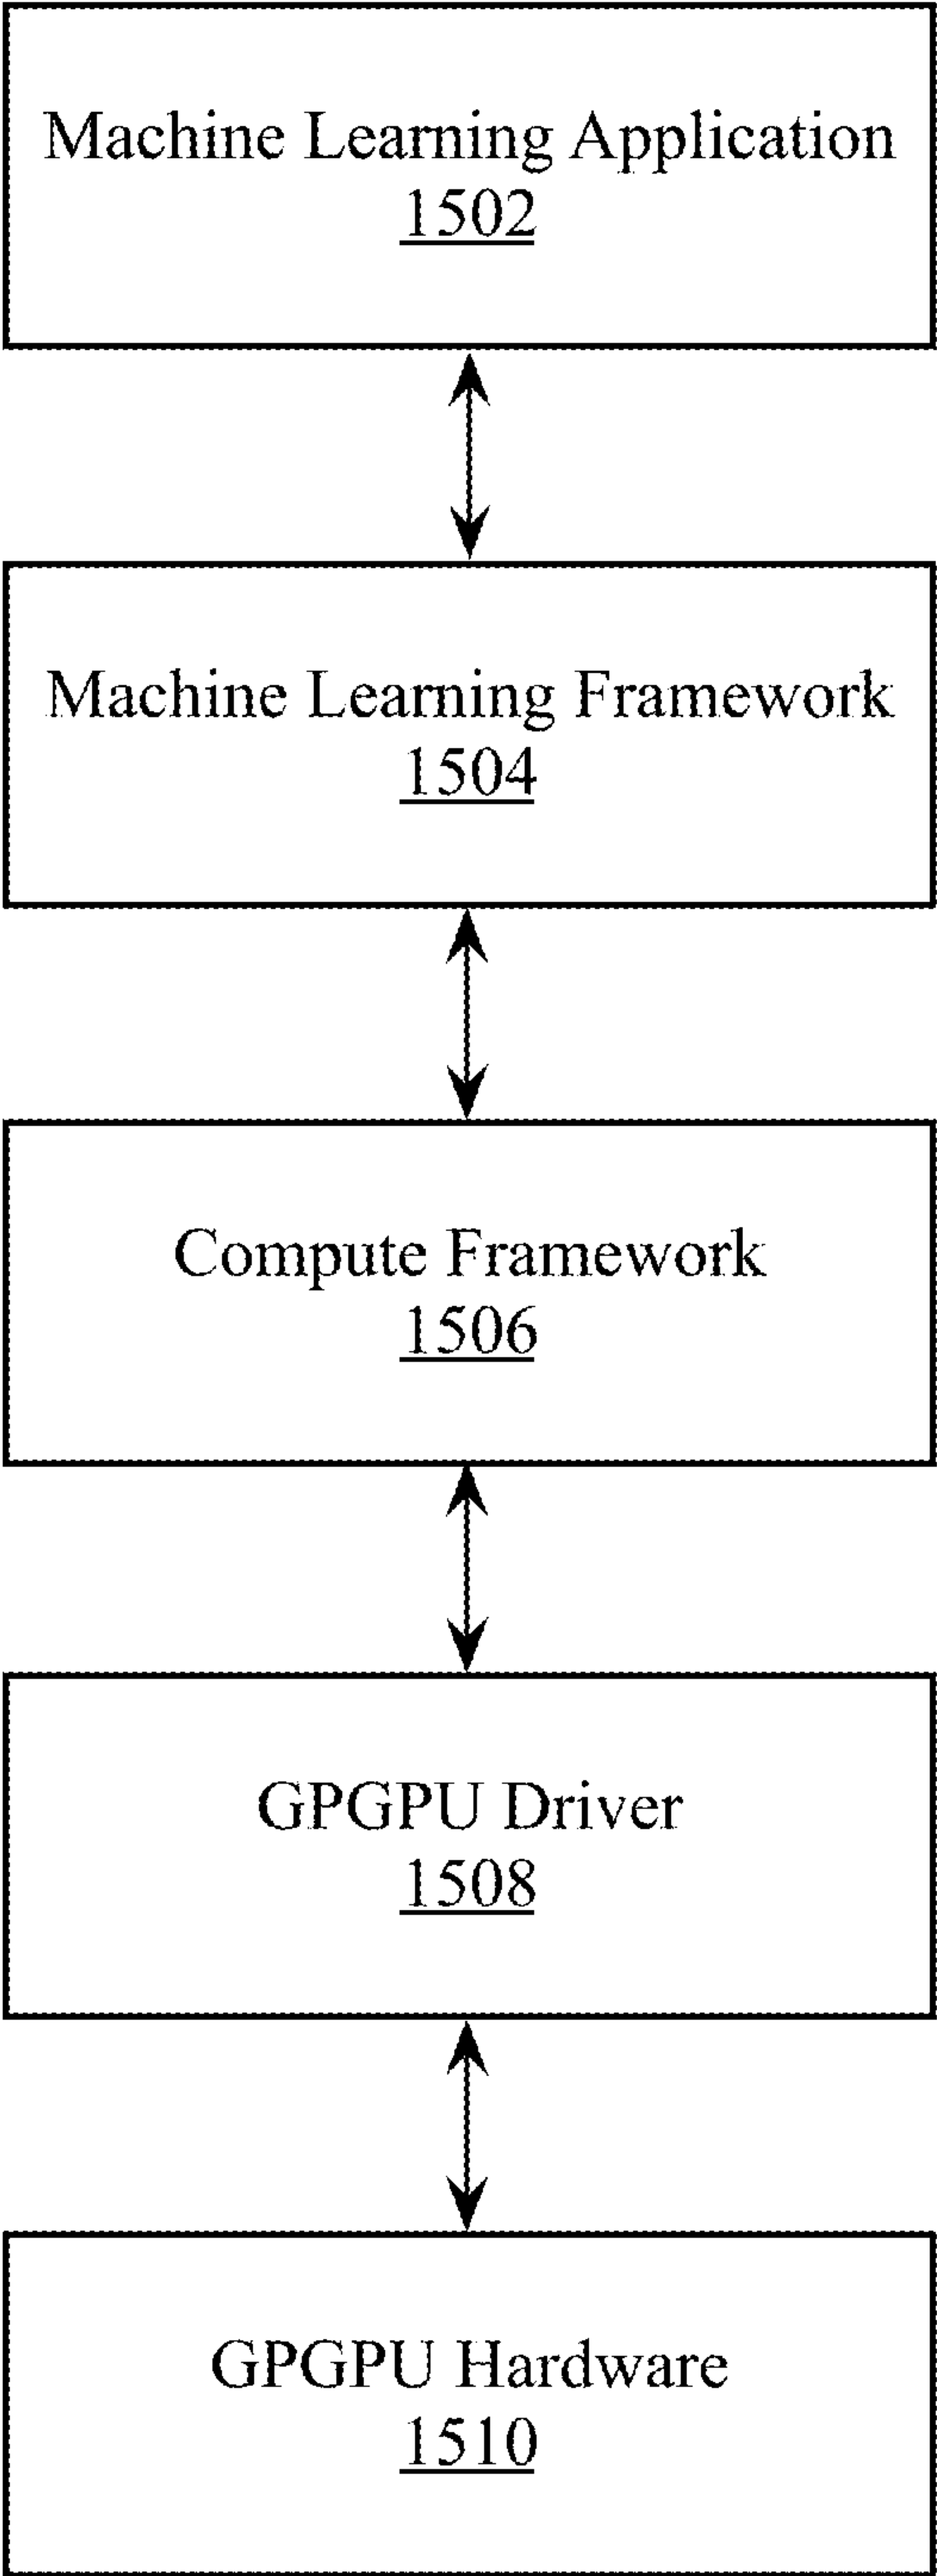 Machine Learning Application
1502
Machine Learning Framework
1504
Compute Framework
1506
GPGPU Driver
1508
GPGPU Hardware
1510